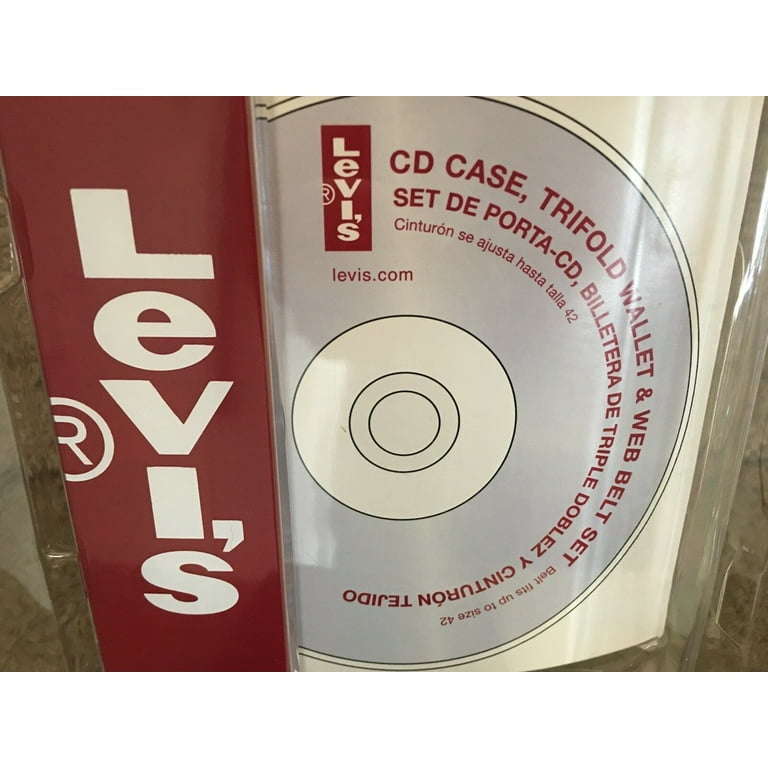 Levi's
®
Levi's
®
levis.com
CD CASE, TRIFOLD WALLET & WEB BELT SET
SET DE PORTA-CD, BILLETERA DE TRIPLE DOBLEZ Y CINTURÓN TEJIDO
Cinturón se ajusta hasta talla 42
Belt fits up to size 42